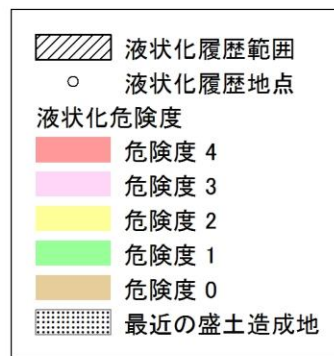 液状化履歴範囲
液状化履歴地点
液状化危険度
危険度 4
危険度 3
危険度 2
危険度 1
危険度 0
最近の盛土造成地